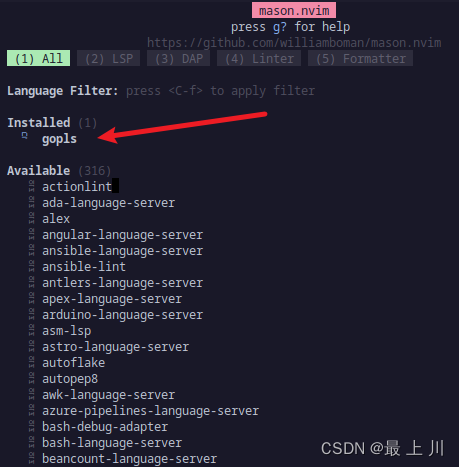 mason.nvim
press g? for help
https://github.com/williamboman/mason.nvim
(1) All (2) LSP (3) DAP (4) Linter (5) Formatter
Language Filter: press <C-f> to apply filter
Installed (1)
gopls
Available (316)
actionlint
ada-language-server
alex
angular-language-server
ansible-language-server
ansible-lint
antlers-language-server
apex-language-server
arduino-language-server
asm-lsp
astro-language-server
autoflake
autopep8
awk-language-server
azure-pipelines-language-server
bash-debug-adapter
bash-language-server
beancount-language-server
CSDN @最 上 川